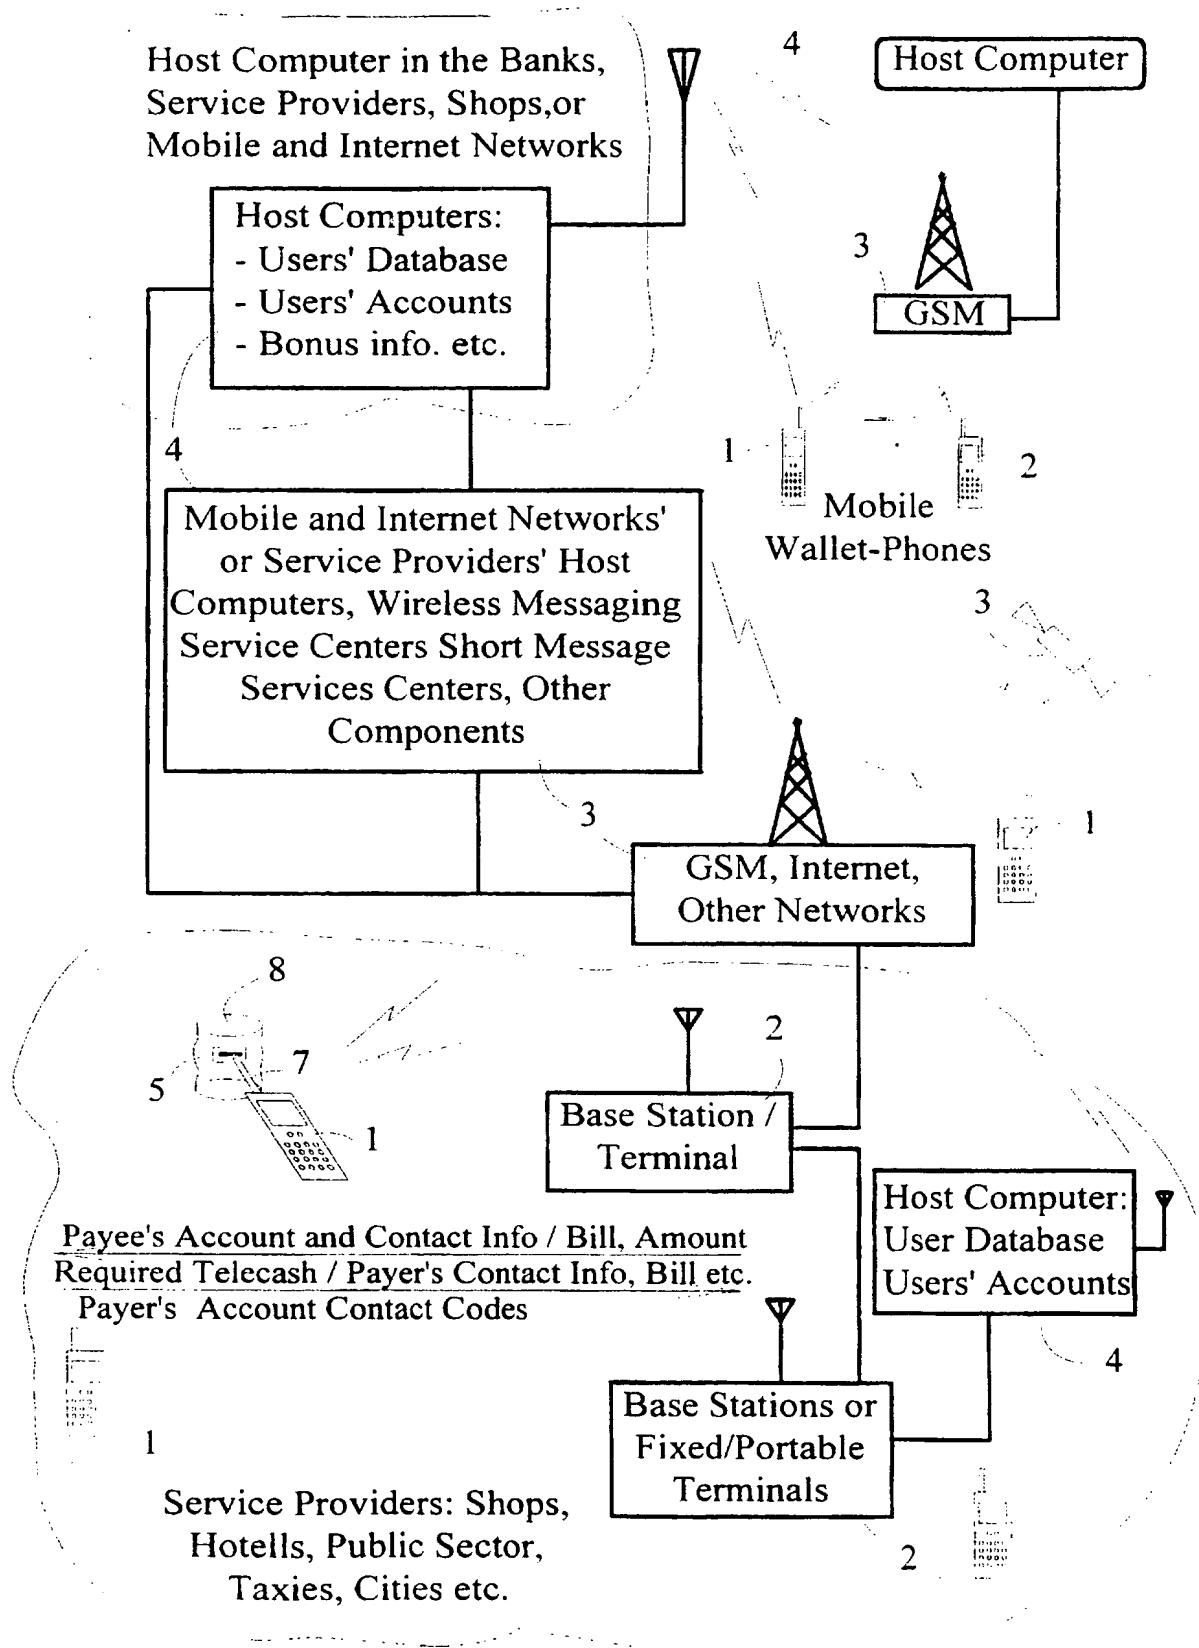 Host Computer in the Banks,
Service Providers, Shops,or
Mobile and Internet Networks
4
Host Computer
Host Computers:
- Users' Database
- Users' Accounts
- Bonus info. etc.
3
GSM
4
1
2
Mobile
Wallet-Phones
Mobile and Internet Networks'
or Service Providers' Host
Computers, Wireless Messaging
Service Centers Short Message
Services Centers, Other
Components
3
3
1
GSM, Internet,
Other Networks
8
5
7
1
2
Base Station /
Terminal
Host Computer:
User Database
Users' Accounts
4
Payee's Account and Contact Info / Bill, Amount
Required Telecash / Payer's Contact Info, Bill etc.
Payer's Account Contact Codes
1
Base Stations or
Fixed/Portable
Terminals
2
Service Providers: Shops,
Hotells, Public Sector,
Taxies, Cities etc.